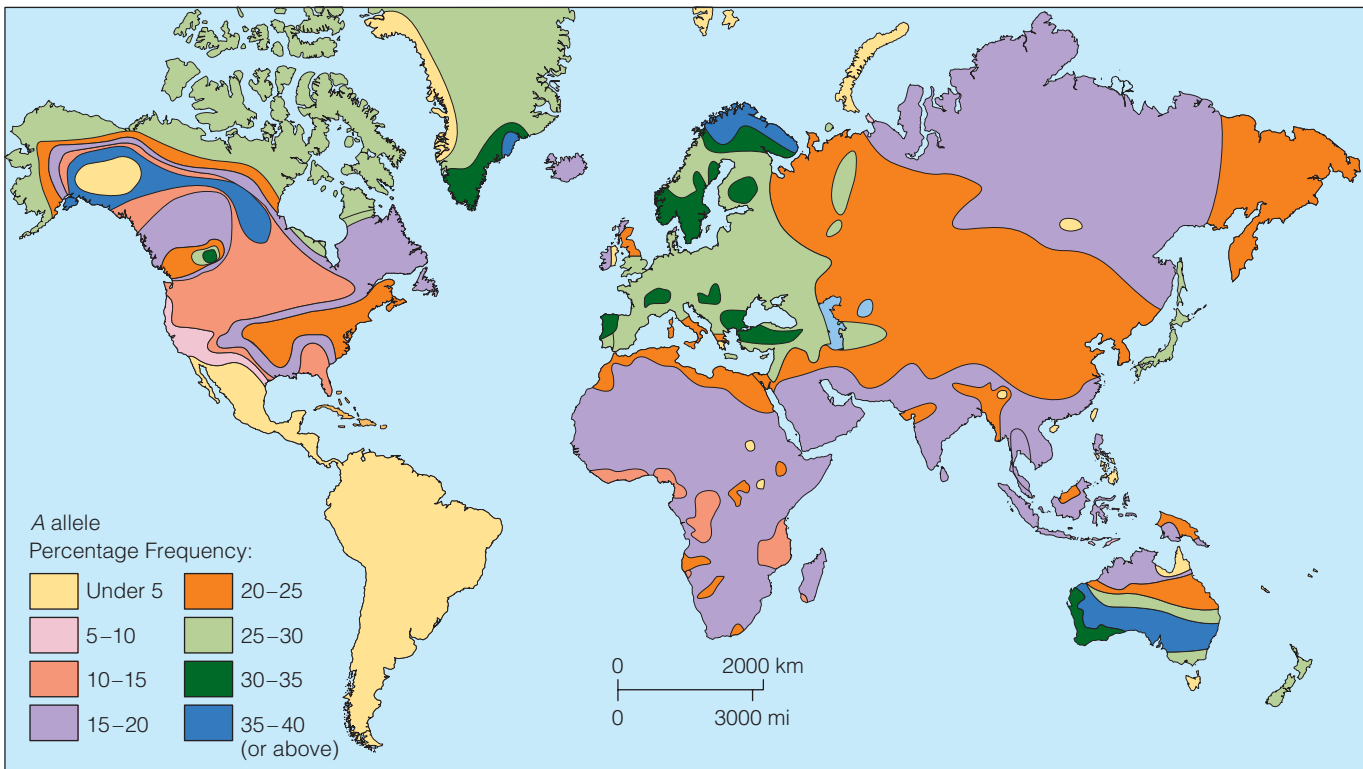 A allele
Percentage Frequency:
Under 5
20–25
5–10
25–30
10–15
30–35
15–20
35–40
(or above)
0 2000 km
0 3000 mi